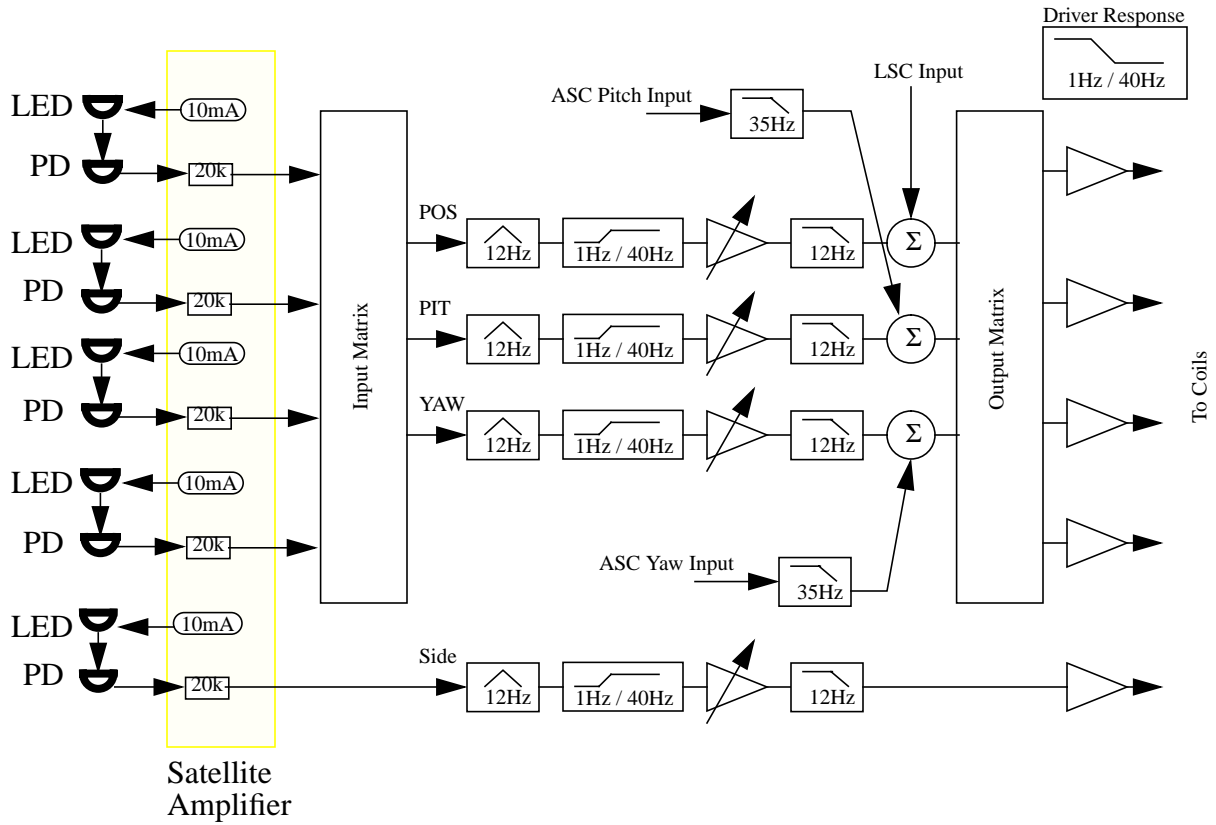 Driver Response
1Hz / 40Hz
LSC Input
ASC Pitch Input
35Hz
LED
10mA
PD
20k
LED
10mA
PD
20k
LED
10mA
PD
20k
LED
10mA
PD
20k
LED
10mA
PD
20k
Input Matrix
POS
12Hz
1Hz / 40Hz
12Hz
Σ
PIT
12Hz
1Hz / 40Hz
12Hz
Σ
YAW
12Hz
1Hz / 40Hz
12Hz
Σ
ASC Yaw Input
35Hz
Output Matrix
To Coils
Side
12Hz
1Hz / 40Hz
12Hz
Satellite
Amplifier